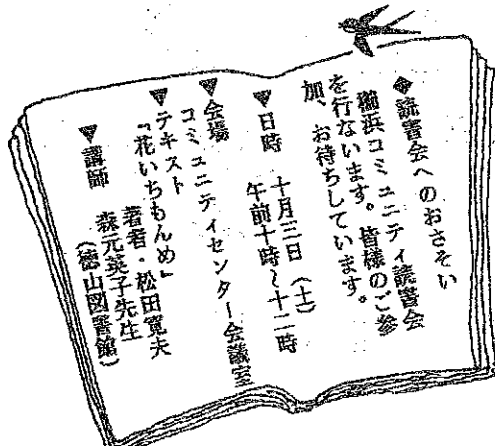 ◆読書会へのおさそい
櫛浜コミュニティ読書会
を行ないます。皆様のご参
加、お待ちしています。
▼日時 十月三日(土)
午前十時~十二時
▼会場
コミュニティセンター会議室
▼テキスト
『花いちもんめ』
著者・松田寛夫
▼講師 森元英子先生
(徳山図書館)